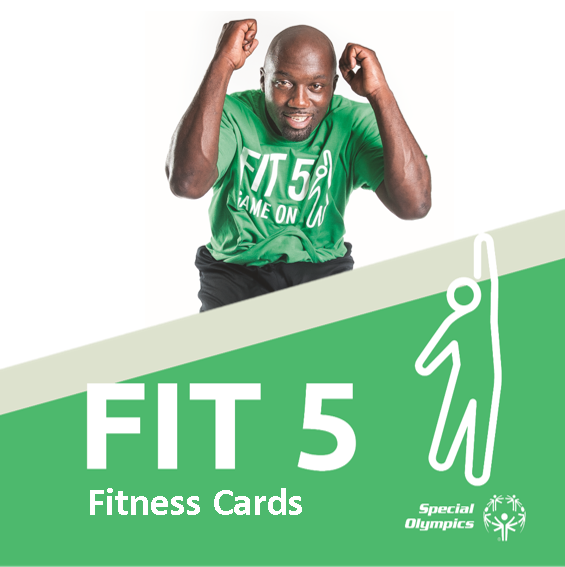 FIT 5
GAME ON
FIT 5
Fitness Cards
Special
Olympics